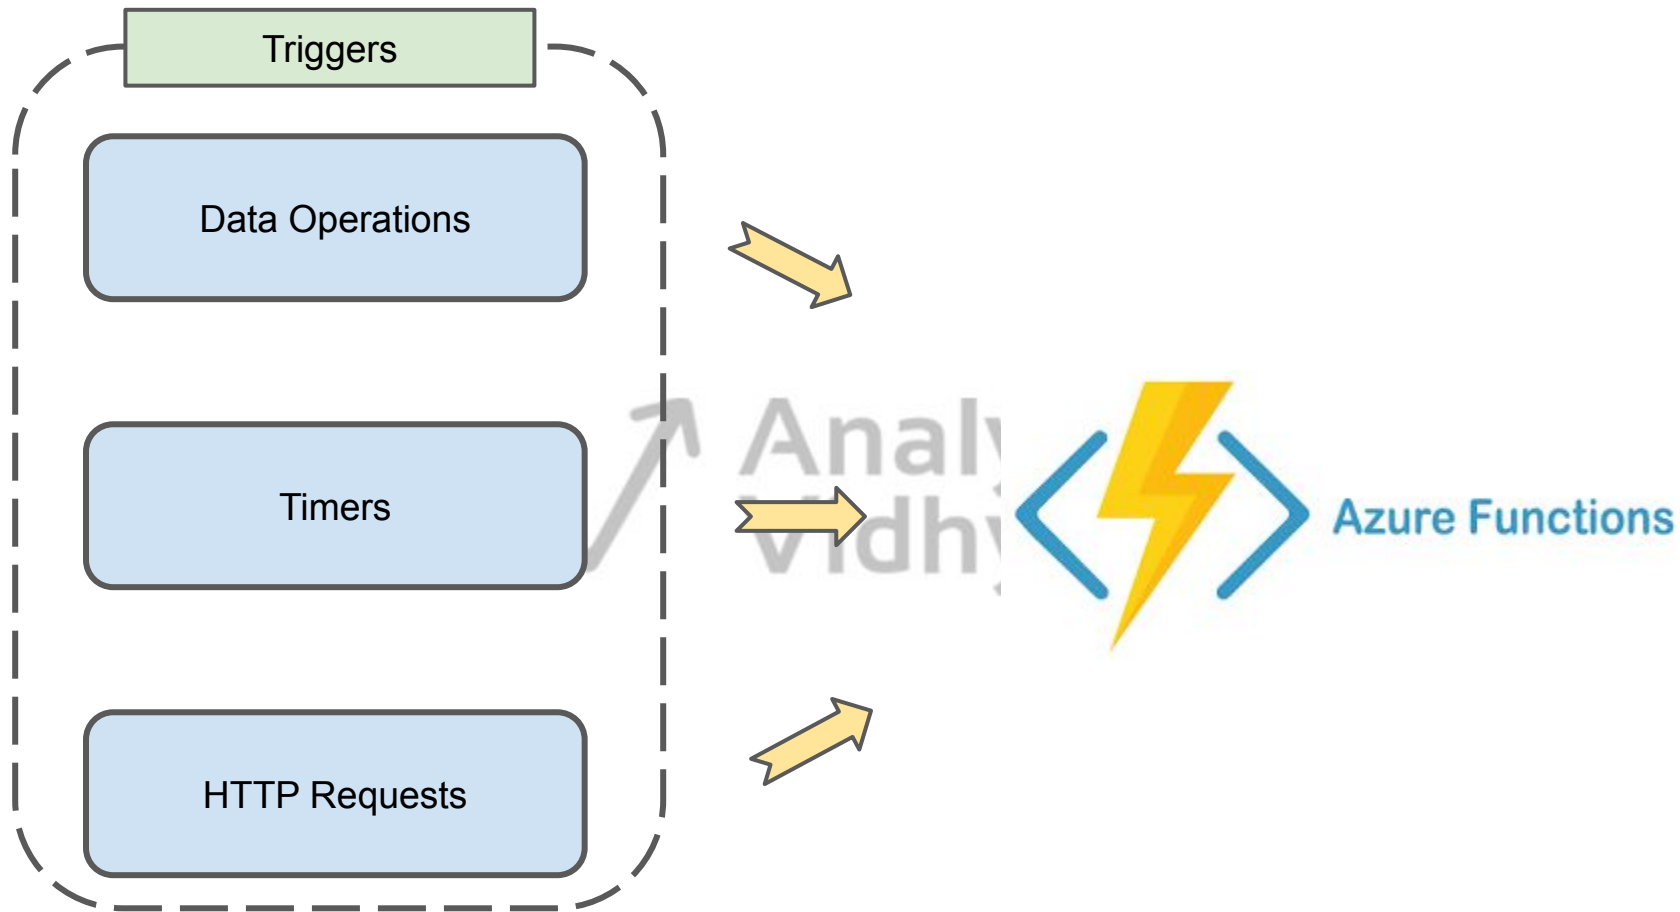 Triggers
Data Operations
Timers
HTTP Requests
Azure Functions